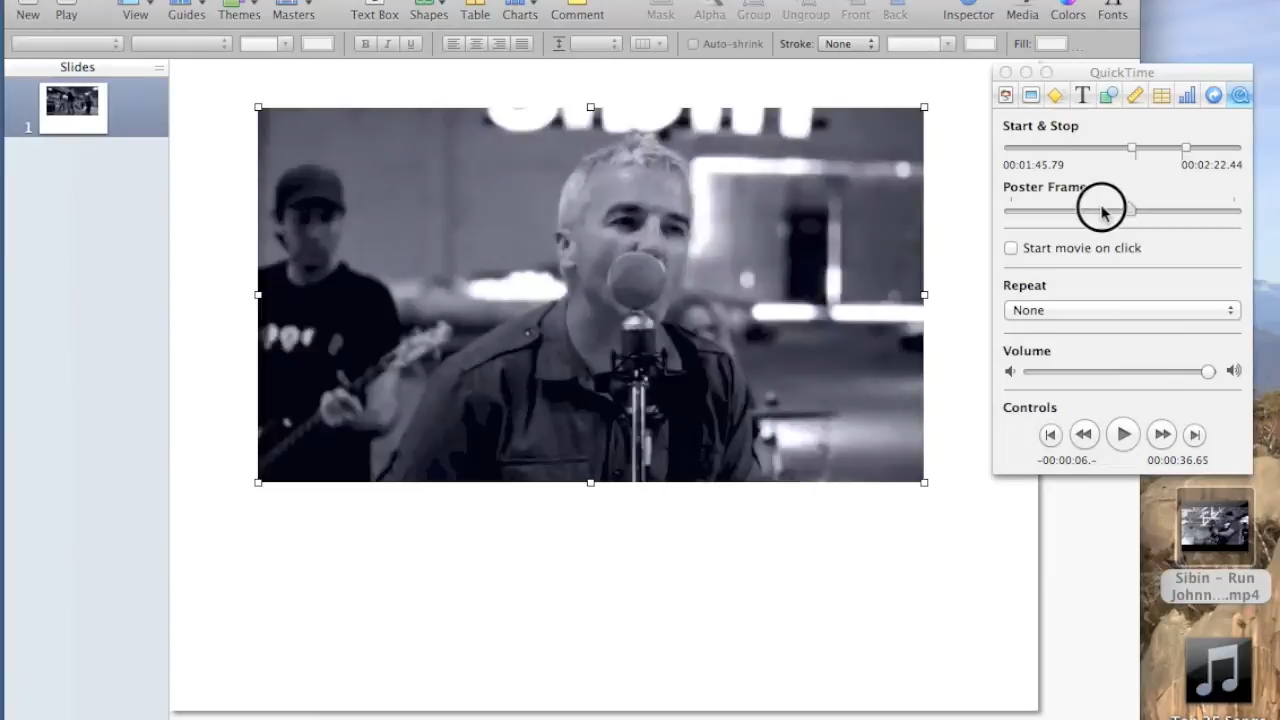 New Play View Guides Themes Masters Text Box Shapes Table Charts Comment Mask Alpha Group Ungroup Front Back Inspector Media Colors Fonts
B I U Auto-shrink Stroke: None Fill: ...
Slides
1
QuickTime
T
Start & Stop
00:01:45.79 00:02:22.44
Poster Frame
Start movie on click
Repeat
None
Volume
Controls
-00:00:06.- 00:00:36.65
Sibin - Run
Johnn....mp4